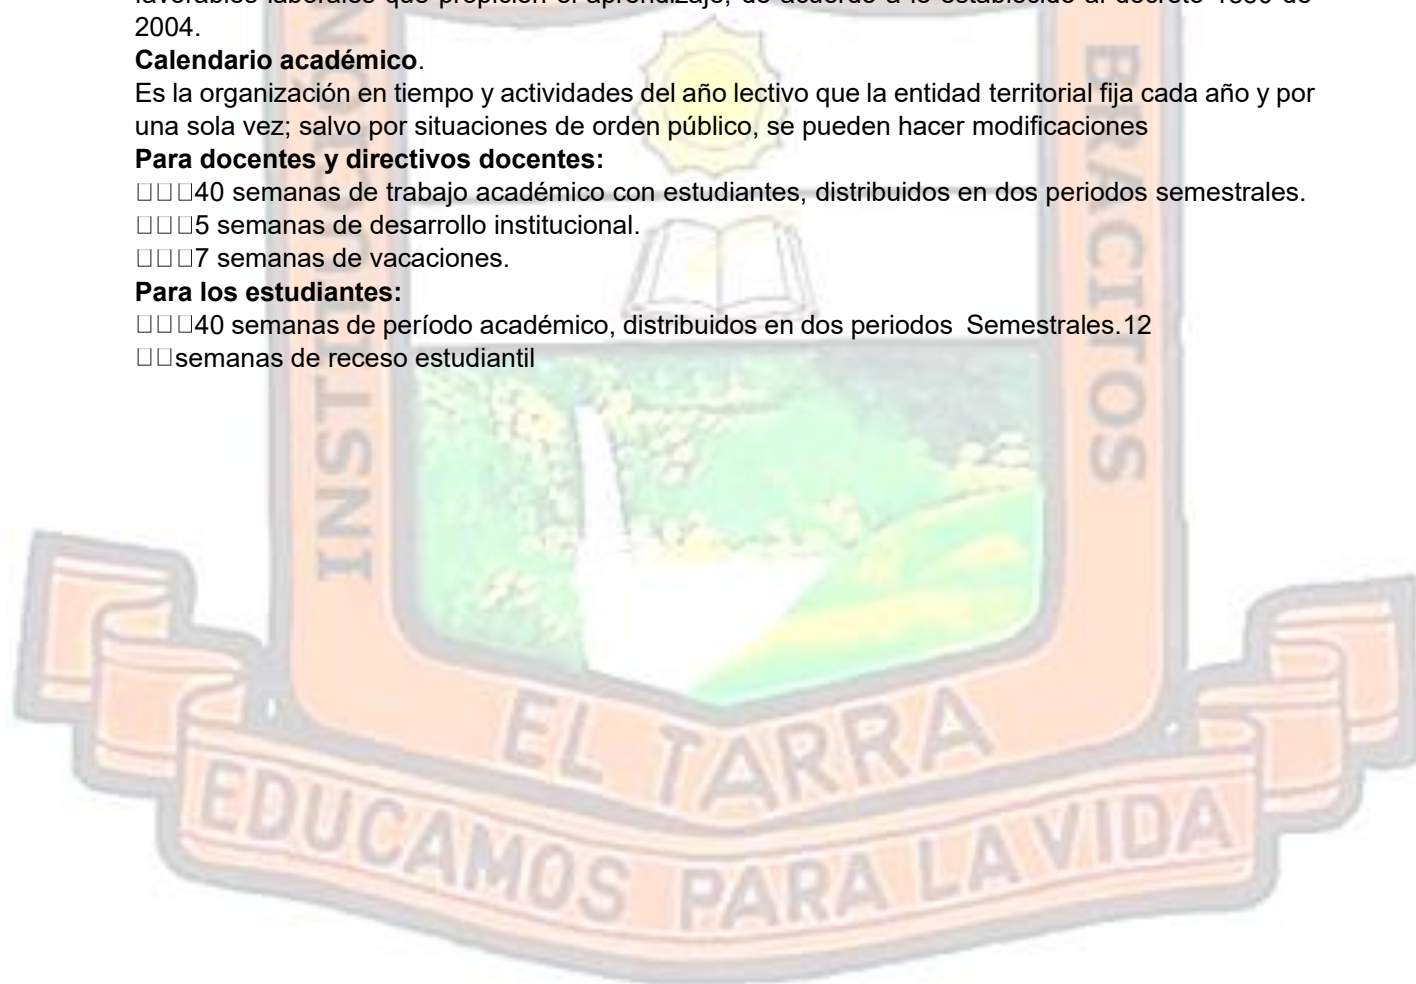 2004.
Calendario académico.
Es la organización en tiempo y actividades del año lectivo que la entidad territorial fija cada año y por
una sola vez; salvo por situaciones de orden público, se pueden hacer modificaciones
Para docentes y directivos docentes:
□□□40 semanas de trabajo académico con estudiantes, distribuidos en dos periodos semestrales.
□□□5 semanas de desarrollo institucional.
□□□7 semanas de vacaciones.
Para los estudiantes:
□□□40 semanas de período académico, distribuidos en dos periodos  Semestrales.12
□□semanas de receso estudiantil
BRACITOS
EL TARRA
EDUCAMOS PARA LA VIDA